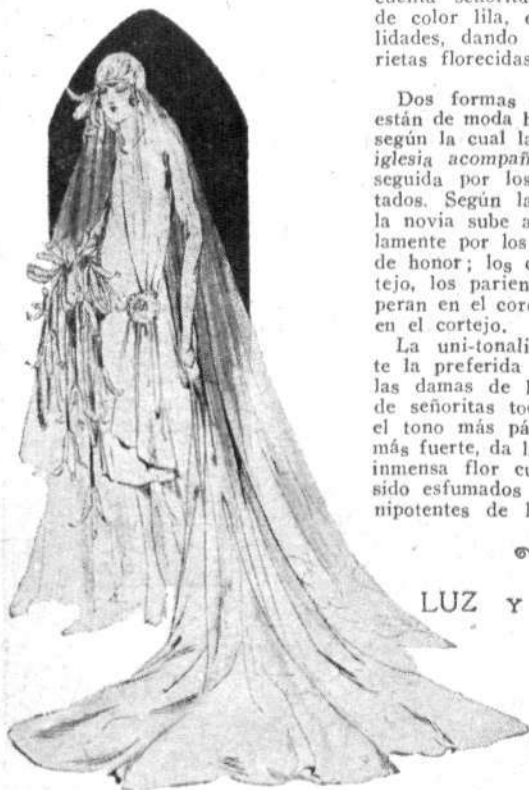 cuenta señorita
de color lila, e
lidades, dando
rietas florecidas
Dos formas
están de moda h
según la cual la
iglesia acompañ
seguida por los
tados. Según la
la novia sube a
lamente por los
de honor; los c
tejo, los parien
peran en el coro
en el cortejo.
La uni-tonali
te la preferida
las damas de l
de señoritas to
el tono más pá
más fuerte, da l
inmensa flor cu
sido esfumados
nipotentes de l
LUZ Y